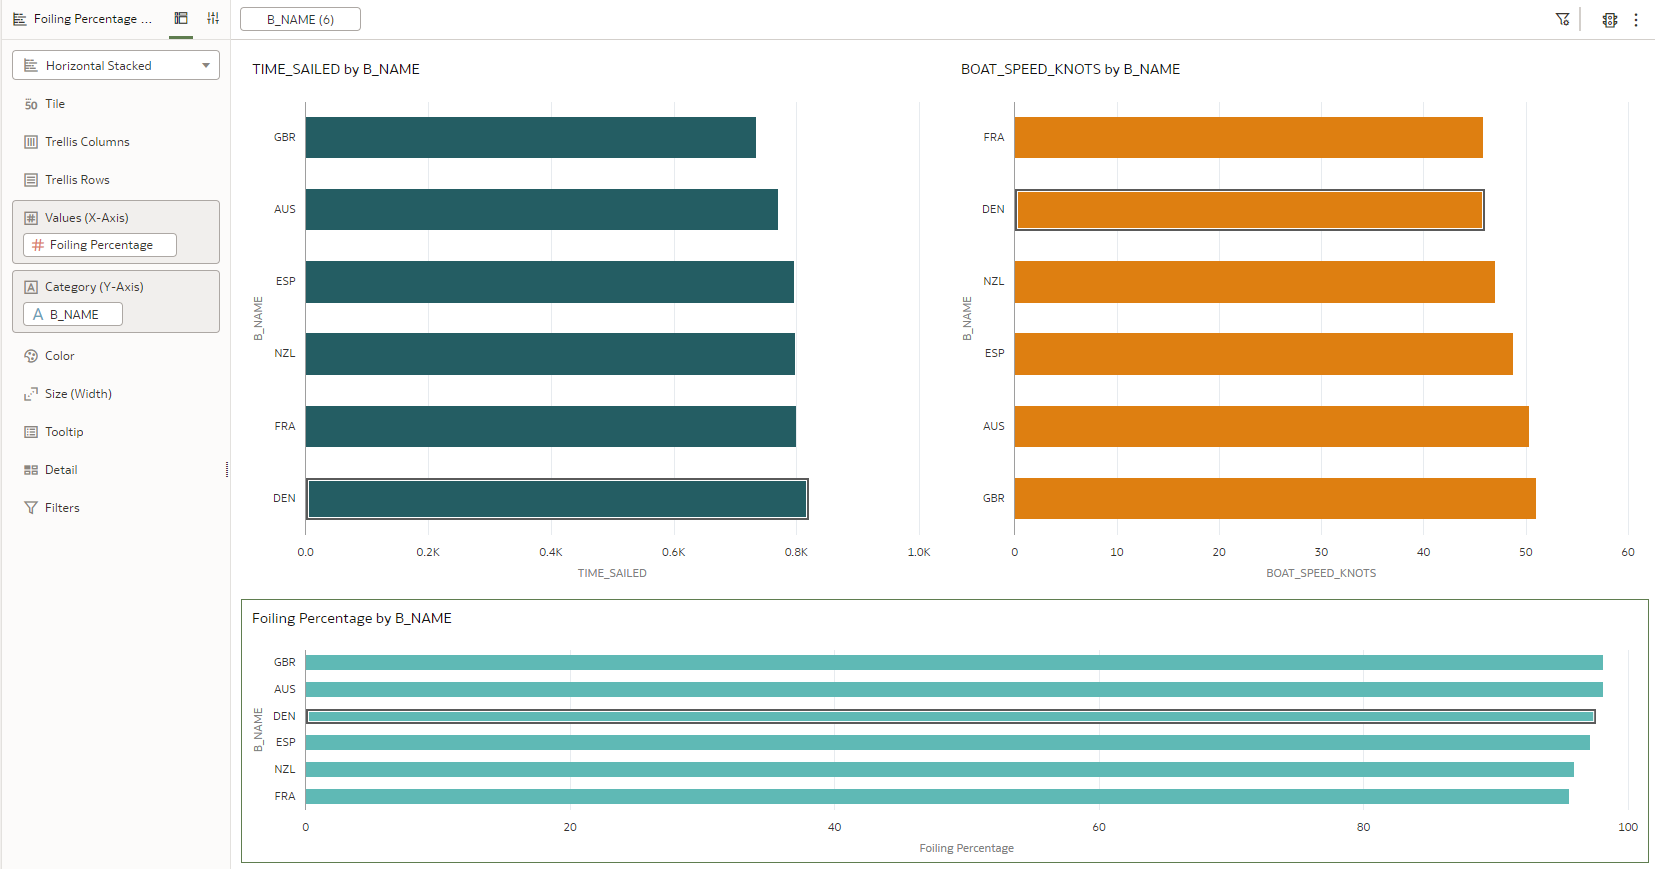 Foiling Percentage ...
B_NAME (6)
Horizontal Stacked
50 Tile
Trellis Columns
Trellis Rows
# Values (X-Axis)
# Foiling Percentage
A Category (Y-Axis)
A B_NAME
Color
Size (Width)
Tooltip
Detail
Filters
TIME_SAILED by B_NAME
B_NAME
GBR
AUS
ESP
NZL
FRA
DEN
0.0 0.2K 0.4K 0.6K 0.8K 1.0K
TIME_SAILED
BOAT_SPEED_KNOTS by B_NAME
B_NAME
FRA
DEN
NZL
ESP
AUS
GBR
0 10 20 30 40 50 60
BOAT_SPEED_KNOTS
Foiling Percentage by B_NAME
B_NAME
GBR
AUS
DEN
ESP
NZL
FRA
0 20 40 60 80 100
Foiling Percentage